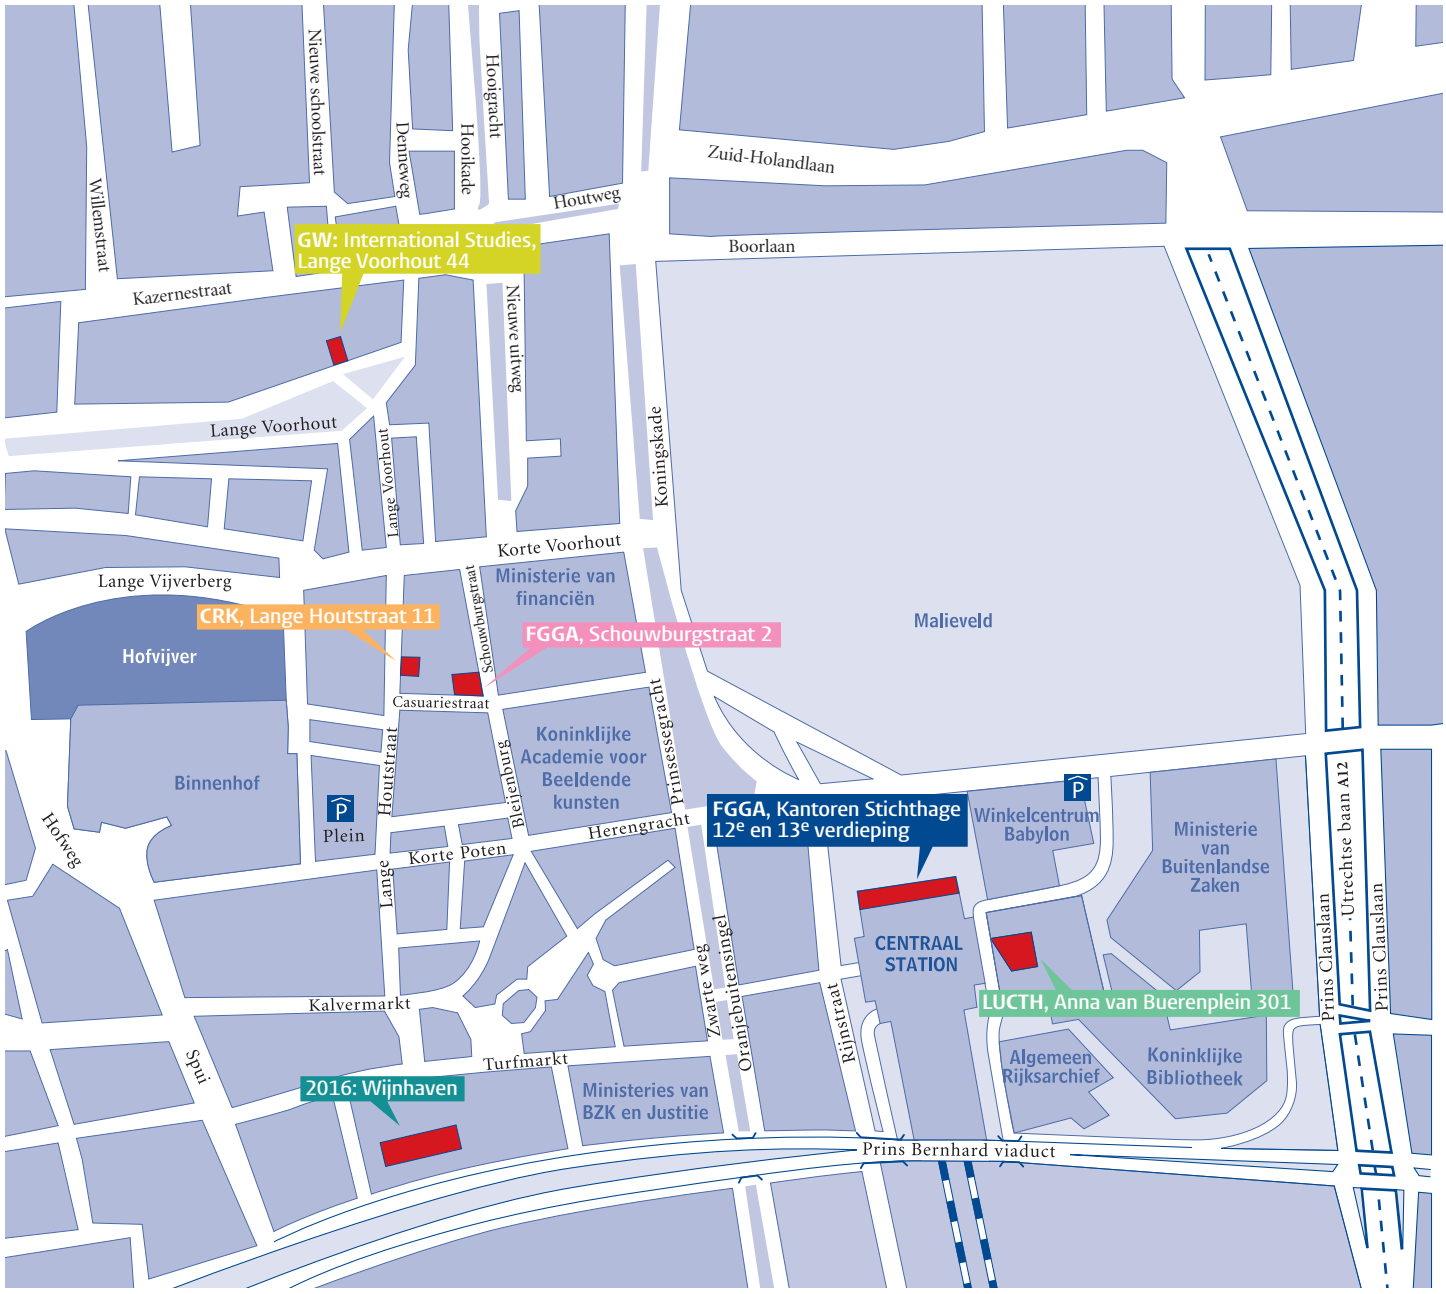 Nieuwe schoolstraat
Denneweg
Hooikade
Hooigracht
Houtweg
Zuid-Holandlaan
Boorlaan
Willemstraat
Kazernestraat
GW: International Studies,
Lange Voorhout 44
Nieuwe uitweg
Koningskade
Lange Voorhout
Lange Voorhout
Korte Voorhout
Lange Vijverberg
Schouwburgstraat
Ministerie van
financiën
CRK, Lange Houtstraat 11
FGGA, Schouwburgstraat 2
Malieveld
Hofvijver
Casuariestraat
Prinsessegracht
Koninklijke
Academie voor
Beeldende
kunsten
Binnenhof
Lange Houtstraat
Bleijenburg
P
Plein
P
FGGA, Kantoren Stichthage
12e en 13e verdieping
Winkelcentrum
Babylon
Herengracht
Korte Poten
Hofweg
Ministerie
van
Buitenlandse
Zaken
Utrechtse baan A12
Prins Clauslaan
Prins Clauslaan
CENTRAAL
STATION
Zwarte weg
Oranjebuitensingel
Rijnstraat
LUCTH, Anna van Buerenplein 301
Kalvermarkt
Turfmarkt
Spui
Algemeen
Rijksarchief
Koninklijke
Bibliotheek
2016: Wijnhaven
Ministeries van
BZK en Justitie
Prins Bernhard viaduct